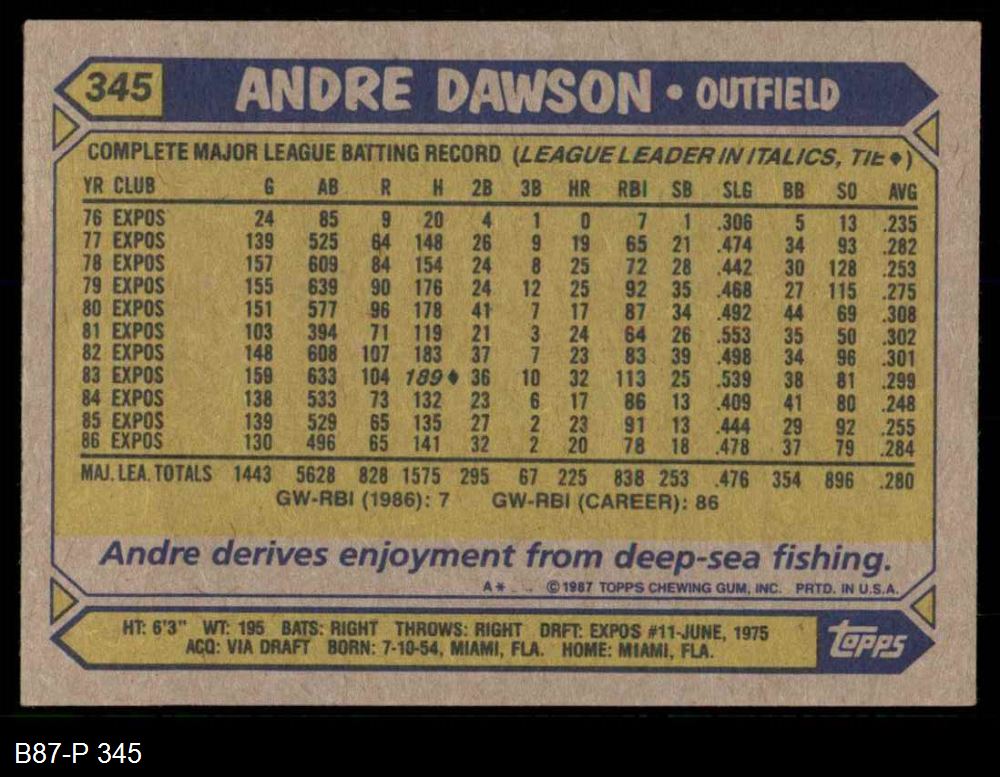 345 ANDRE DAWSON • OUTFIELD
COMPLETE MAJOR LEAGUE BATTING RECORD (LEAGUE LEADER IN ITALICS, TIE ♦)
YR CLUB G AB R H 2B 3B HR RBI SB SLG BB SO AVG
76 EXPOS 24 85 9 20 4 1 0 7 1 .306 5 13 .235
77 EXPOS 139 525 64 148 26 9 19 65 21 .474 34 93 .282
78 EXPOS 157 609 84 154 24 8 25 72 28 .442 30 128 .253
79 EXPOS 155 639 90 176 24 12 25 92 35 .468 27 115 .275
80 EXPOS 151 577 96 178 41 7 17 87 34 .492 44 69 .308
81 EXPOS 103 394 71 119 21 3 24 64 26 .553 35 50 .302
82 EXPOS 148 608 107 183 37 7 23 83 39 .498 34 96 .301
83 EXPOS 159 633 104 189♦ 36 10 32 113 25 .539 38 81 .299
84 EXPOS 138 533 73 132 23 6 17 86 13 .409 41 80 .248
85 EXPOS 139 529 65 135 27 2 23 91 13 .444 29 92 .255
86 EXPOS 130 496 65 141 32 2 20 78 18 .478 37 79 .284
MAJ. LEA. TOTALS 1443 5628 828 1575 295 67 225 838 253 .476 354 896 .280
GW-RBI (1986): 7 GW-RBI (CAREER): 86
Andre derives enjoyment from deep-sea fishing.
A* © 1987 TOPPS CHEWING GUM, INC. PRTD. IN U.S.A.
HT: 6'3" WT: 195 BATS: RIGHT THROWS: RIGHT DRFT: EXPOS #11-JUNE, 1975
ACQ: VIA DRAFT BORN: 7-10-54, MIAMI, FLA. HOME: MIAMI, FLA.
topps
B87-P 345